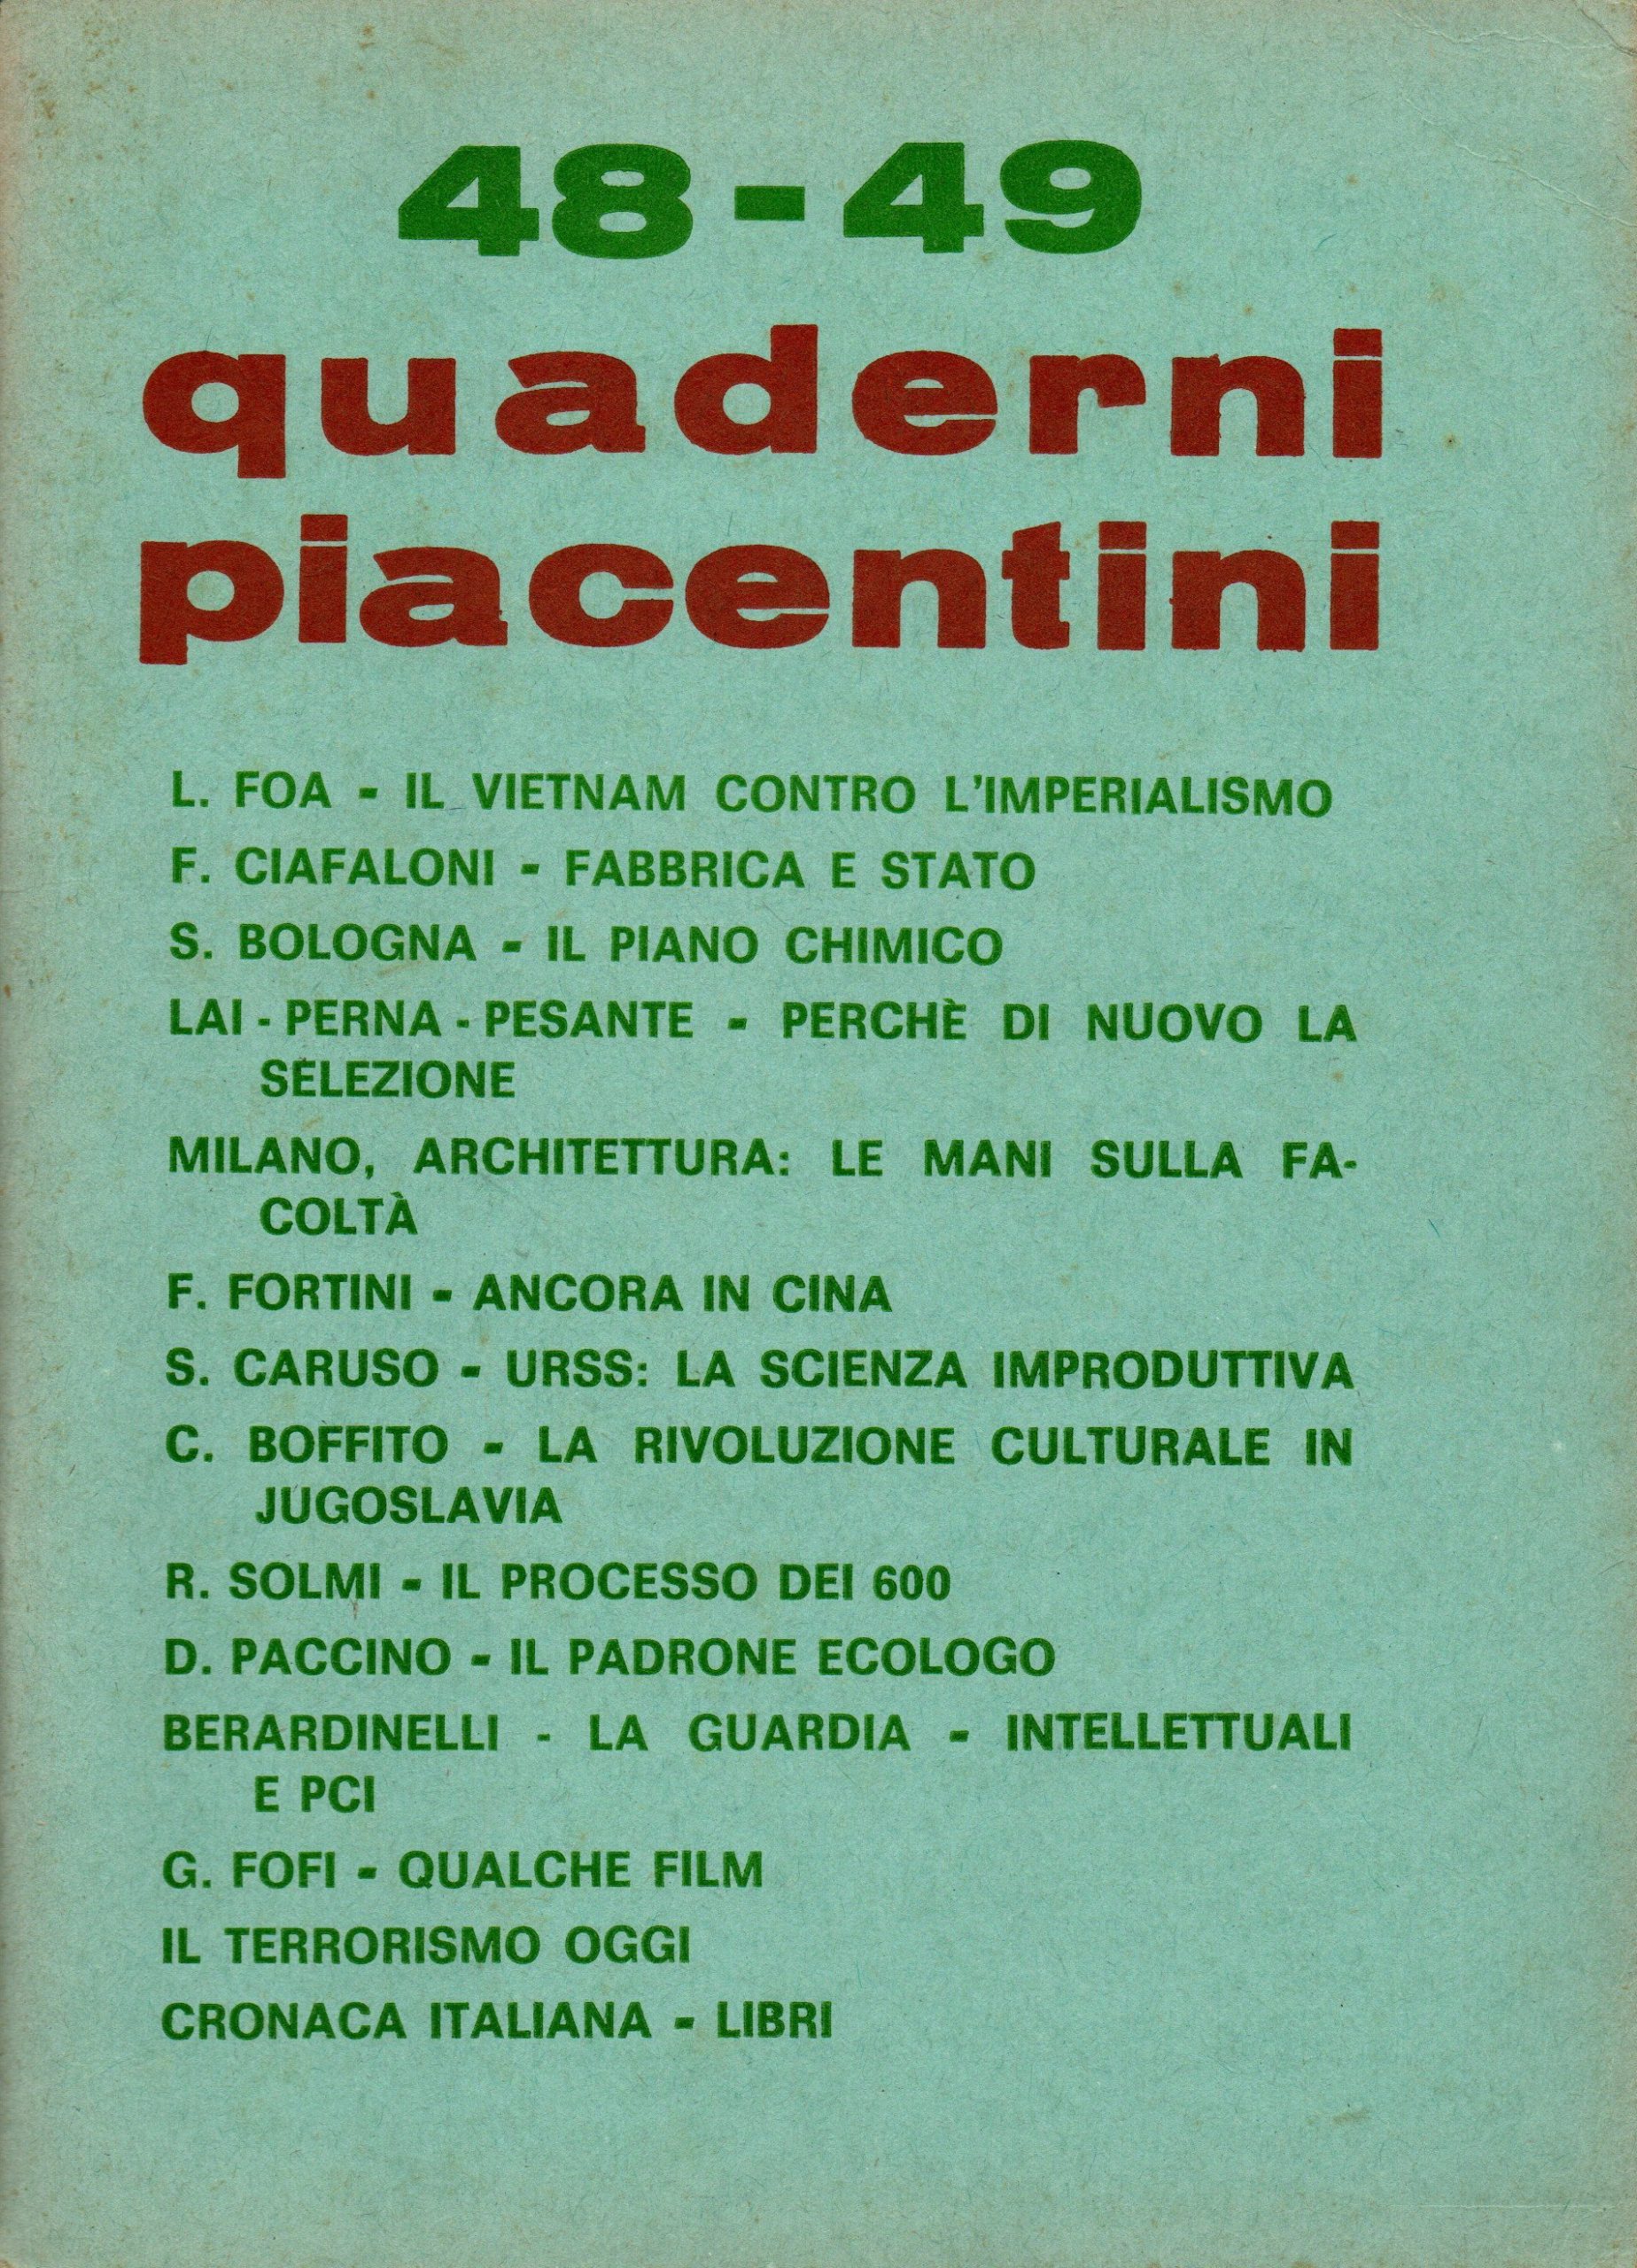 48-49
quaderni
piacentini
L. FOA - IL VIETNAM CONTRO L'IMPERIALISMO
F. CIAFALONI - FABBRICA E STATO
S. BOLOGNA - IL PIANO CHIMICO
LAI - PERNA - PESANTE - PERCHÈ DI NUOVO LA
SELEZIONE
MILANO, ARCHITETTURA: LE MANI SULLA FA-
COLTÀ
F. FORTINI - ANCORA IN CINA
S. CARUSO - URSS: LA SCIENZA IMPRODUTTIVA
C. BOFFITO - LA RIVOLUZIONE CULTURALE IN
JUGOSLAVIA
R. SOLMI - IL PROCESSO DEI 600
D. PACCINO - IL PADRONE ECOLOGO
BERARDINELLI - LA GUARDIA - INTELLETTUALI
E PCI
G. FOFI - QUALCHE FILM
IL TERRORISMO OGGI
CRONACA ITALIANA - LIBRI